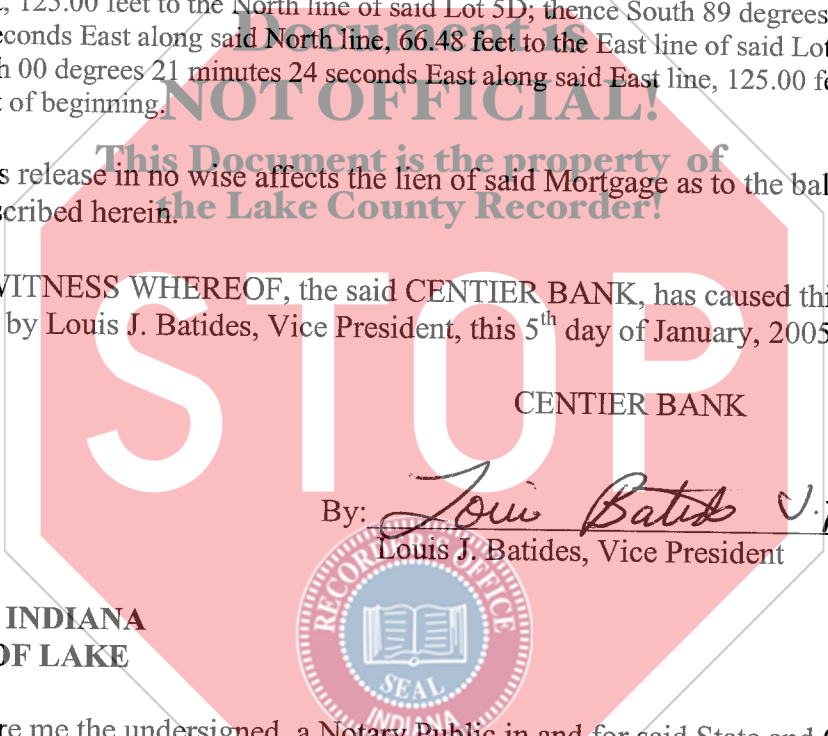 125.00 feet to the North line of said Lot 5D; thence South 89 degrees
econds East along said North line, 66.48 feet to the East line of said Lot
h 00 degrees 21 minutes 24 seconds East along said East line, 125.00 fe
of beginning.
Document is
NOT OFFICIAL!
This Document is the property of
the Lake County Recorder!
s release in no wise affects the lien of said Mortgage as to the bal
scribed herein.
STOP
WITNESS WHEREOF, the said CENTIER BANK, has caused thi
by Louis J. Batides, Vice President, this 5th day of January, 2005
CENTIER BANK
By: Louis Batides V.P
Louis J. Batides, Vice President
RECORDER'S OFFICE
SEAL
INDIANA
INDIANA
OF LAKE
re me the undersigned, a Notary Public in and for said State and